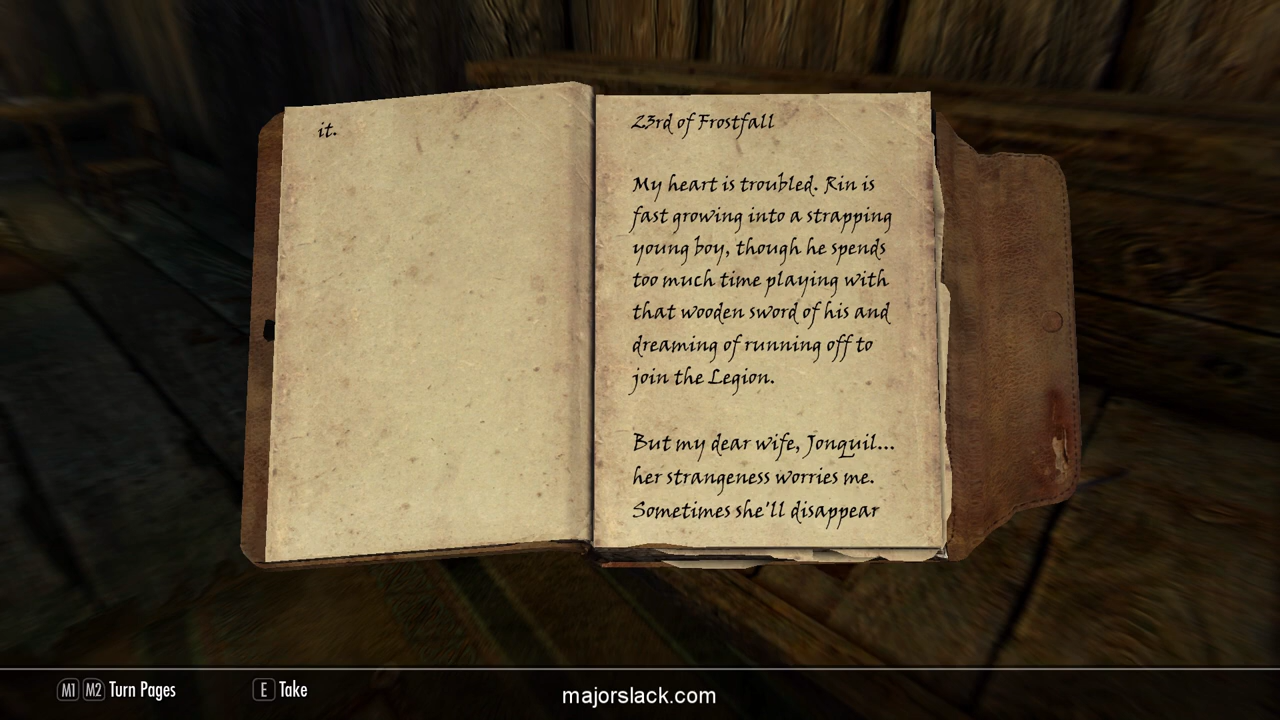 it.
23rd of Frostfall
My heart is troubled. Rin is
fast growing into a strapping
young boy, though he spends
too much time playing with
that wooden sword of his and
dreaming of running off to
join the Legion.
But my dear wife, Jonquil...
her strangeness worries me.
Sometimes she'll disappear
M1 M2 Turn Pages
E Take
majorslack.com